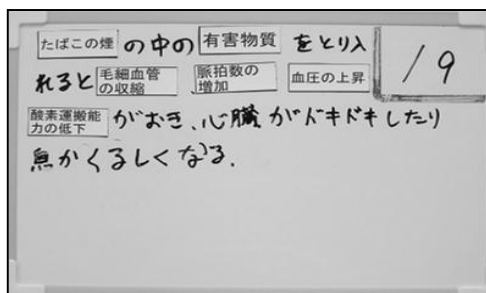 たばこの煙 の中の 有害物質 をとり入
れると 毛細血管の収縮 脈拍数の増加 血圧の上昇
酸素運搬能力の低下 がおき、心臓がドキドキしたり
息がくるしくなる.
19